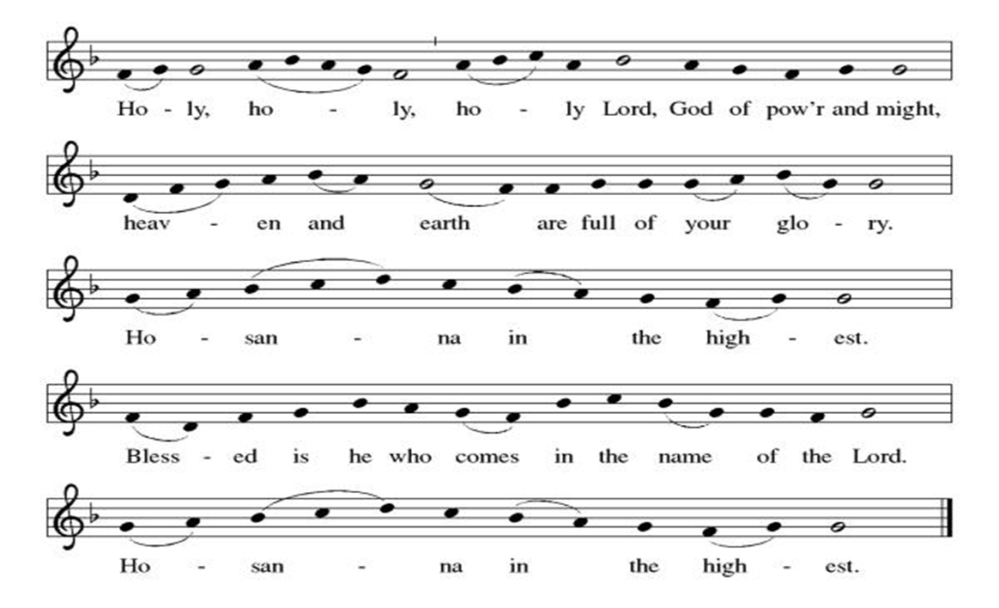 Ho - ly, ho - ly, ho - ly Lord, God of pow'r and might,
heav - en and earth are full of your glo - ry.
Ho - san - na in the high - est.
Bless - ed is he who comes in the name of the Lord.
Ho - san - na in the high - est.